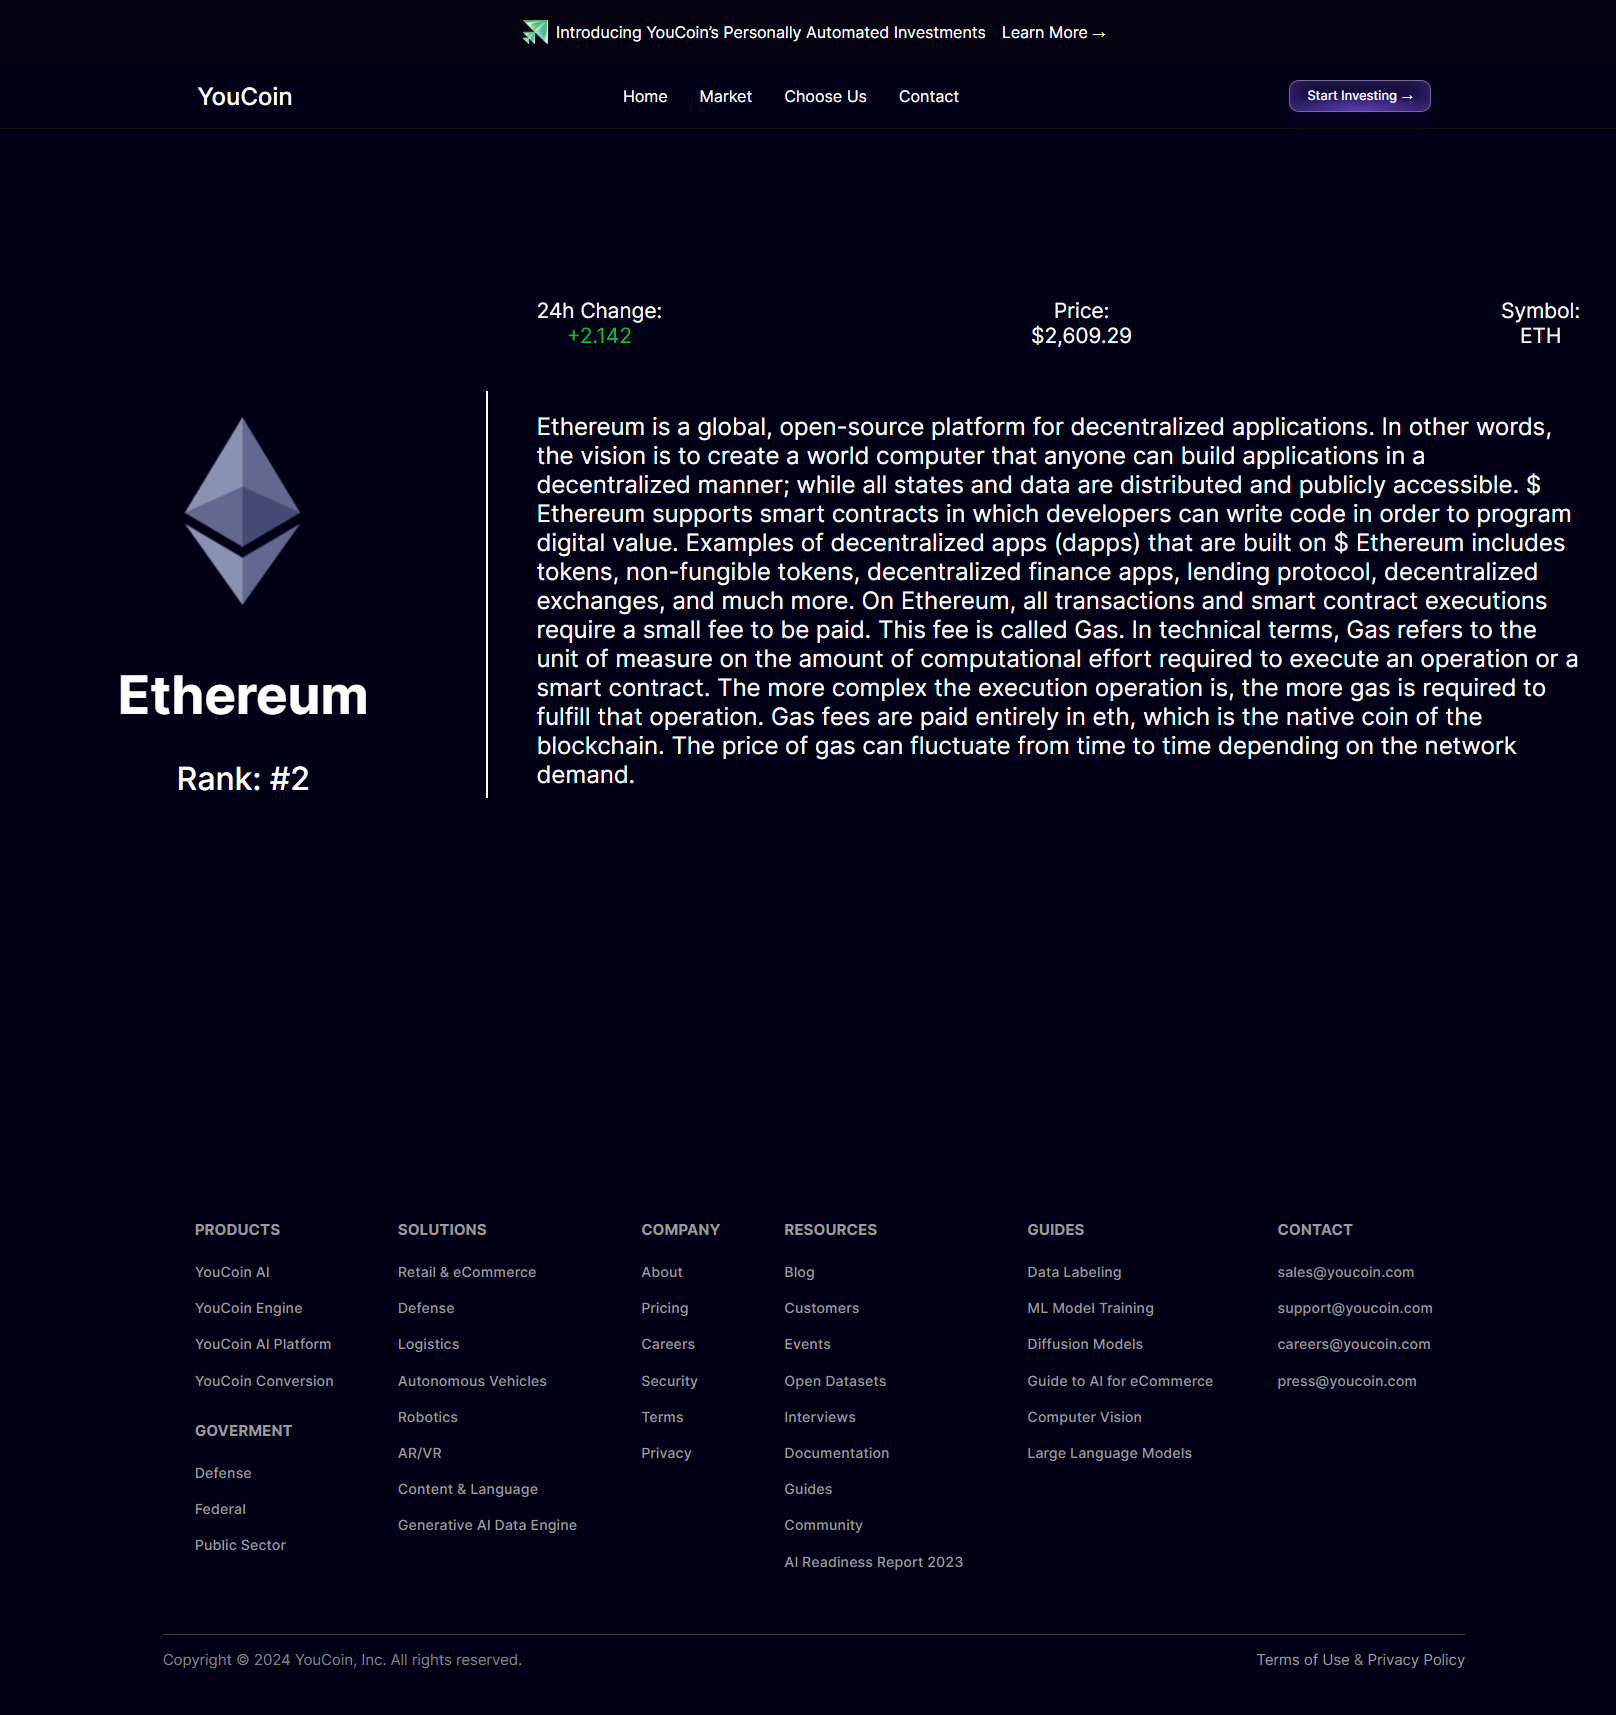 Introducing YouCoin’s Personally Automated Investments Learn More →
YouCoin
Home Market Choose Us Contact
Start Investing →
24h Change:
+2.142
Price:
$2,609.29
Symbol:
ETH
Ethereum
Rank: #2
Ethereum is a global, open-source platform for decentralized applications. In other words,
the vision is to create a world computer that anyone can build applications in a
decentralized manner; while all states and data are distributed and publicly accessible. $
Ethereum supports smart contracts in which developers can write code in order to program
digital value. Examples of decentralized apps (dapps) that are built on $ Ethereum includes
tokens, non-fungible tokens, decentralized finance apps, lending protocol, decentralized
exchanges, and much more. On Ethereum, all transactions and smart contract executions
require a small fee to be paid. This fee is called Gas. In technical terms, Gas refers to the
unit of measure on the amount of computational effort required to execute an operation or a
smart contract. The more complex the execution operation is, the more gas is required to
fulfill that operation. Gas fees are paid entirely in eth, which is the native coin of the
blockchain. The price of gas can fluctuate from time to time depending on the network
demand.
PRODUCTS
YouCoin AI
YouCoin Engine
YouCoin AI Platform
YouCoin Conversion
GOVERMENT
Defense
Federal
Public Sector
SOLUTIONS
Retail & eCommerce
Defense
Logistics
Autonomous Vehicles
Robotics
AR/VR
Content & Language
Generative AI Data Engine
COMPANY
About
Pricing
Careers
Security
Terms
Privacy
RESOURCES
Blog
Customers
Events
Open Datasets
Interviews
Documentation
Guides
Community
AI Readiness Report 2023
GUIDES
Data Labeling
ML Model Training
Diffusion Models
Guide to AI for eCommerce
Computer Vision
Large Language Models
CONTACT
sales@youcoin.com
support@youcoin.com
careers@youcoin.com
press@youcoin.com
Copyright © 2024 YouCoin, Inc. All rights reserved.
Terms of Use & Privacy Policy